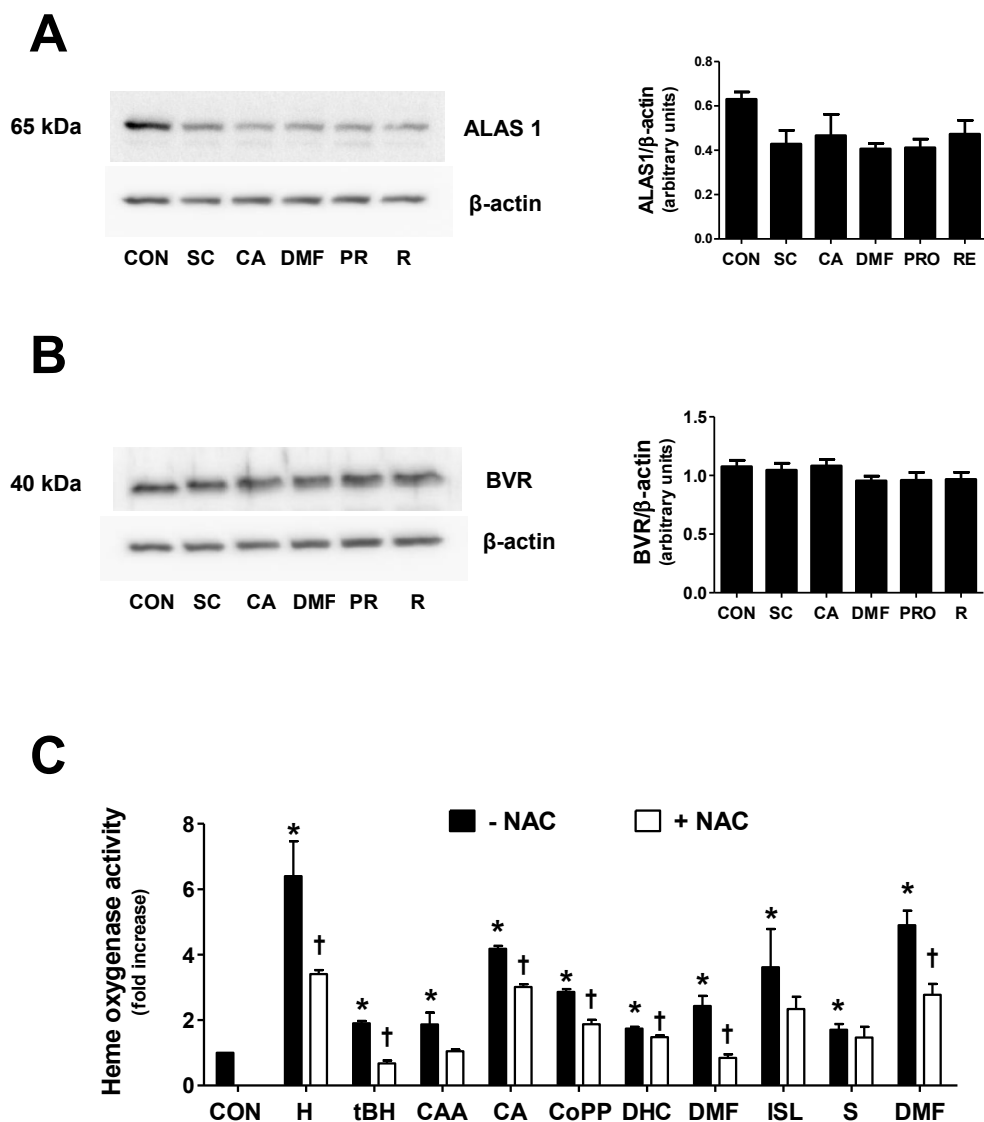 A
65 kDa
ALAS 1
β-actin
CON SC CA DMF PR R
ALAS1/β-actin
(arbitrary units)
0.8
0.6
0.4
0.2
0.0
CON SC CA DMF PRO RE
B
40 kDa
BVR
β-actin
CON SC CA DMF PR R
BVR/β-actin
(arbitrary units)
1.5
1.0
0.5
0.0
CON SC CA DMF PRO R
C
Heme oxygenase activity
(fold increase)
- NAC + NAC
8
6
4
2
0
* † * † * * † * † * † * † * * * †
CON H tBH CAA CA CoPP DHC DMF ISL S DMF